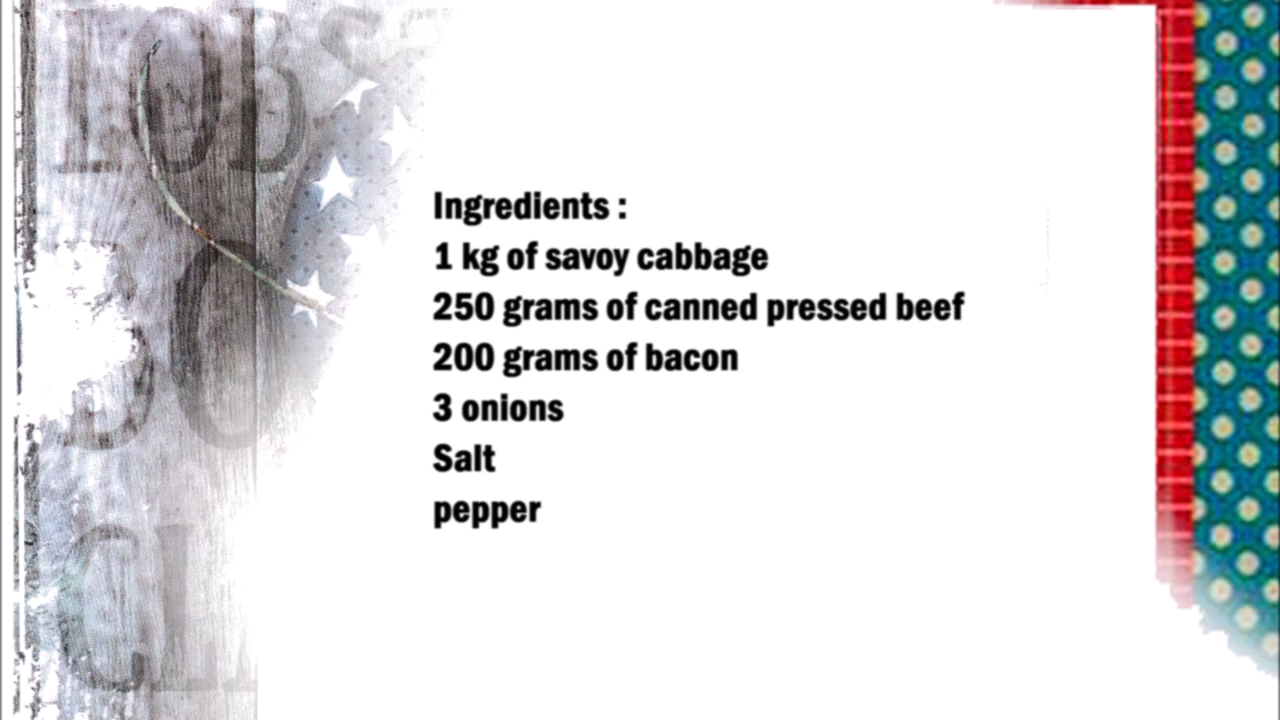 Ingredients :
1 kg of savoy cabbage
250 grams of canned pressed beef
200 grams of bacon
3 onions
Salt
pepper